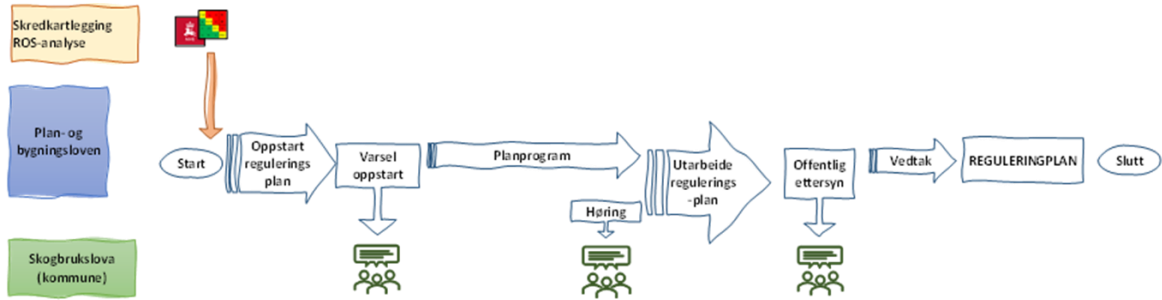 Skredkartlegging
ROS-analyse
Plan- og
bygningsloven
Start
Oppstart
regulerings
plan
Varsel
oppstart
Planprogram
Høring
Utarbeide
regulerings
-plan
Offentlig
ettersyn
Vedtak
REGULERINGPLAN
Slutt
Skogbrukslova
(kommune)